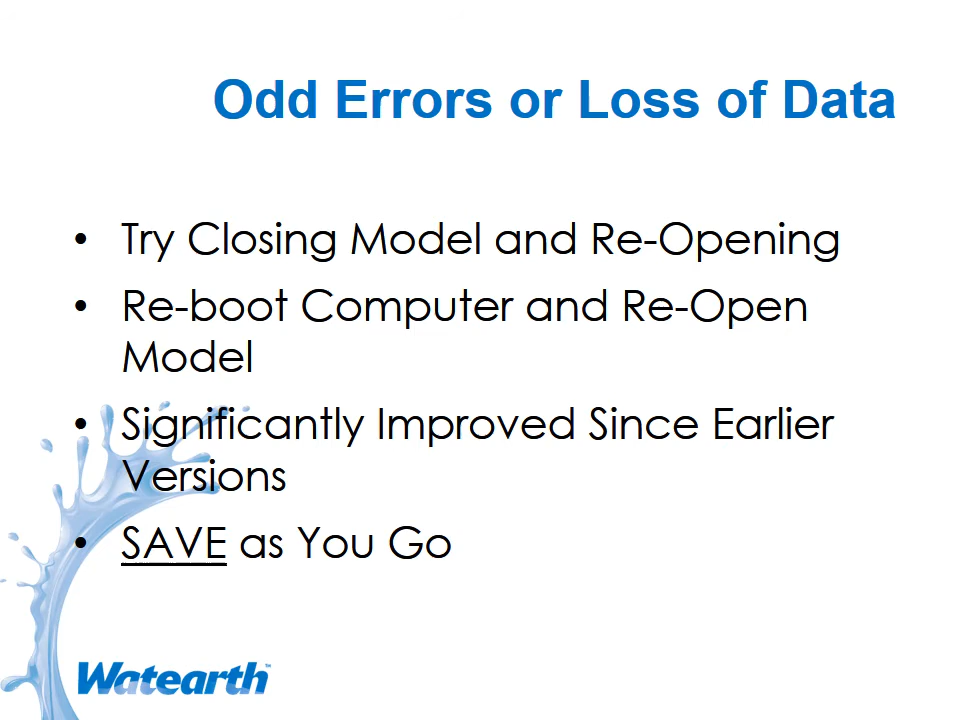 Odd Errors or Loss of Data
• Try Closing Model and Re-Opening
• Re-boot Computer and Re-Open
Model
• Significantly Improved Since Earlier
Versions
• SAVE as You Go
Watearth™